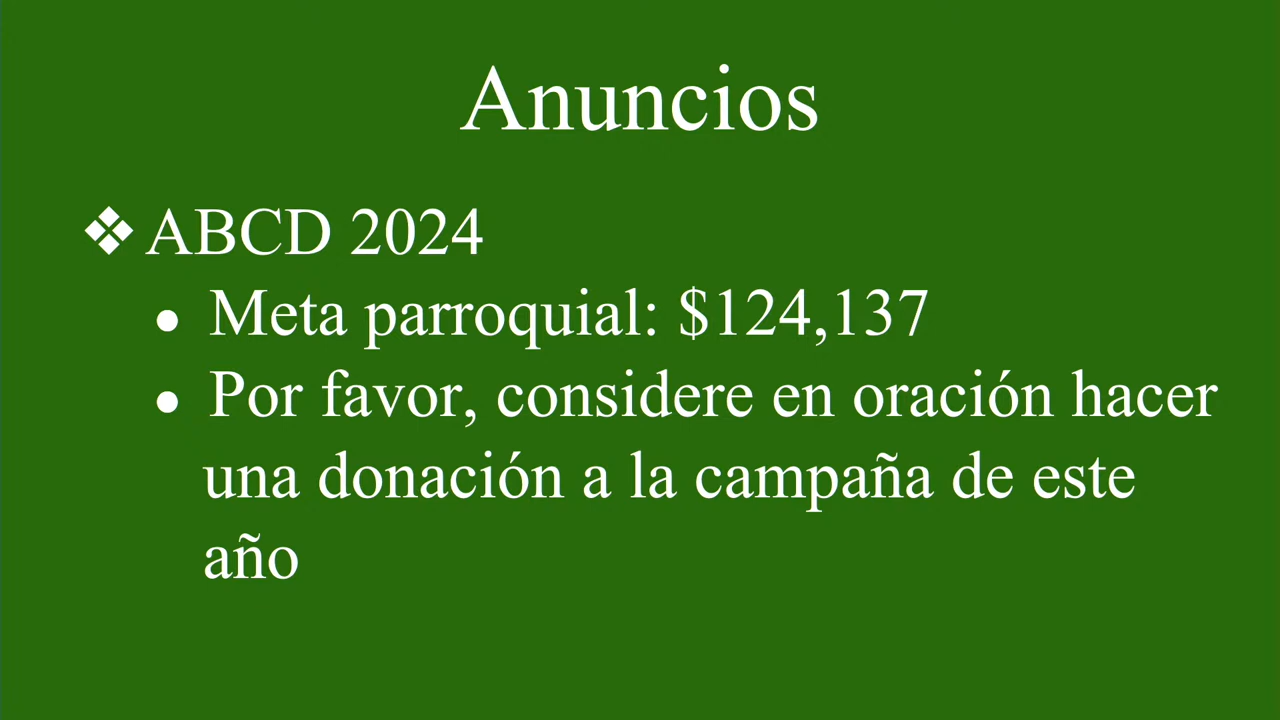 Anuncios
❖ ABCD 2024
• Meta parroquial: $124,137
• Por favor, considere en oración hacer
una donación a la campaña de este
año